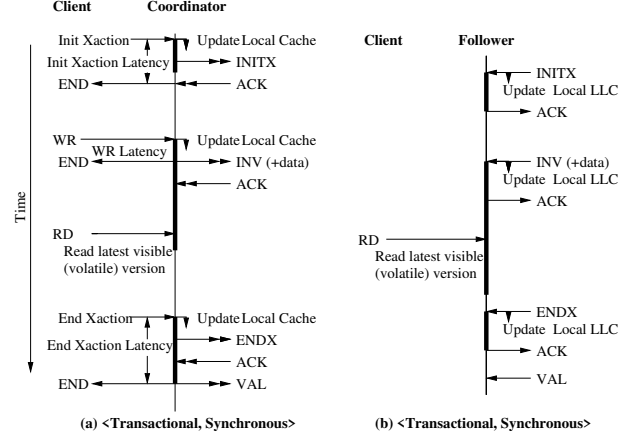 Client Coordinator
Init Xaction Update Local Cache
Init Xaction Latency INITX
END ACK
WR Update Local Cache
WR Latency
END INV (+data)
ACK
RD
Read latest visible
(volatile) version
End Xaction Update Local Cache
End Xaction Latency ENDX
ACK
END VAL
Time
(a) <Transactional, Synchronous>
Client Follower
INITX
Update Local LLC
ACK
INV (+data)
Update Local LLC
ACK
RD
Read latest visible
(volatile) version
ENDX
Update Local LLC
ACK
VAL
(b) <Transactional, Synchronous>